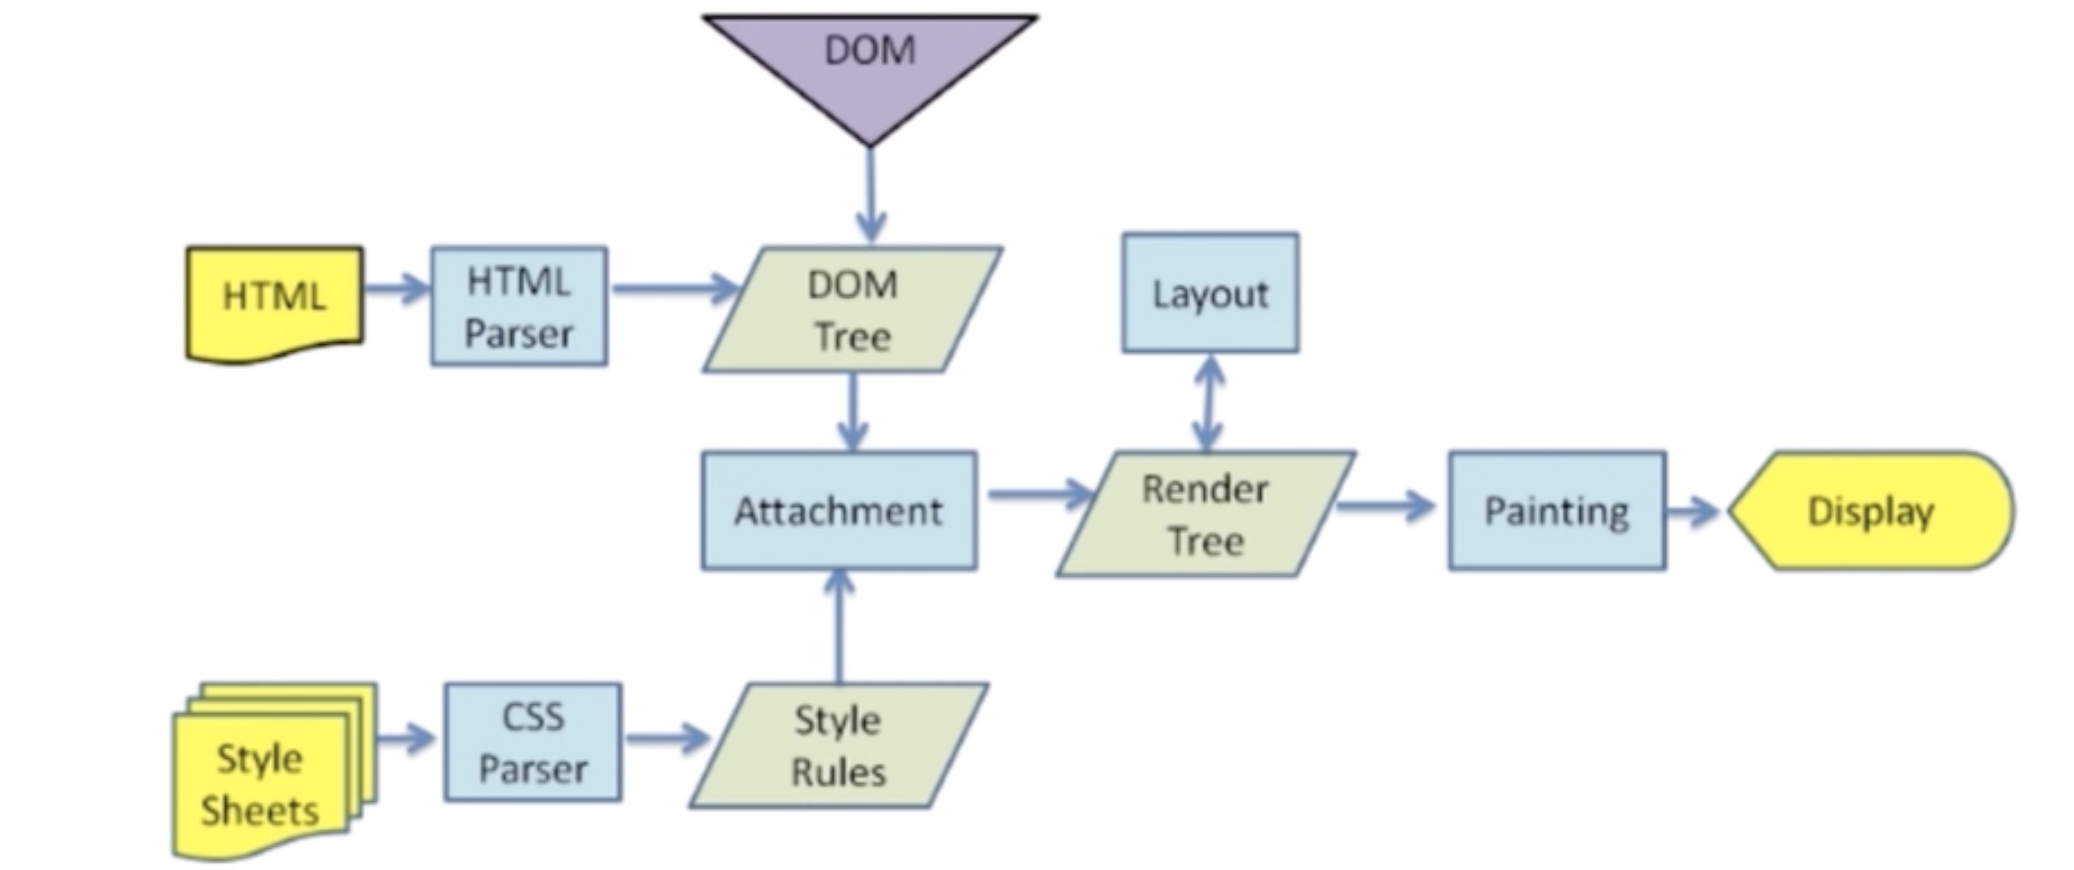 DOM
HTML
HTML
Parser
DOM
Tree
Layout
Attachment
Render
Tree
Painting
Display
Style
Sheets
CSS
Parser
Style
Rules